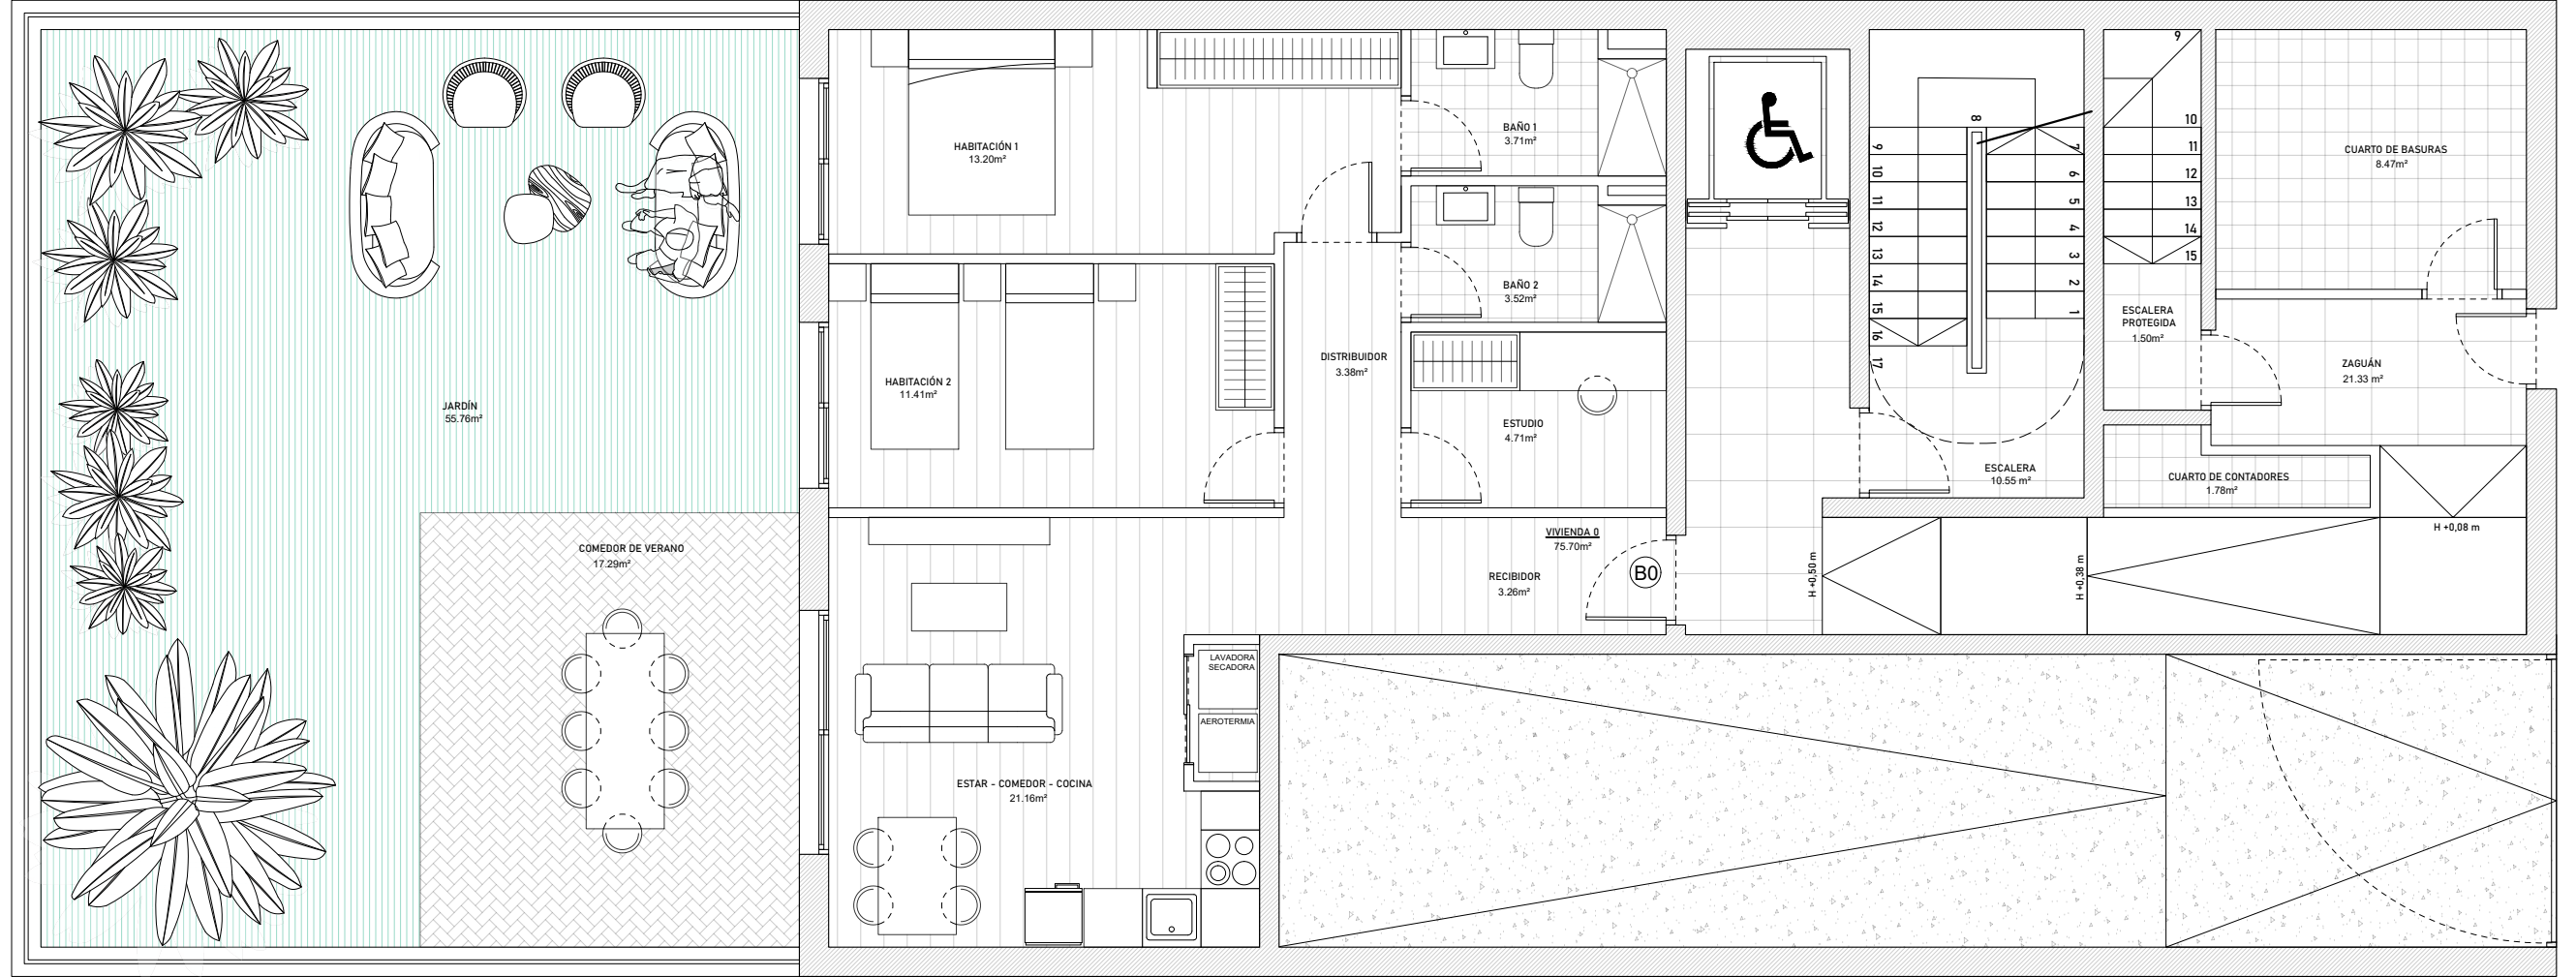 HABITACIÓN 1
13.20m²
BAÑO 1
3.71m²
BAÑO 2
3.52m²
HABITACIÓN 2
11.41m²
DISTRIBUIDOR
3.38m²
ESTUDIO
4.71m²
JARDÍN
55.76m²
COMEDOR DE VERANO
17.29m²
VIVIENDA 0
75.70m²
RECIBIDOR
3.26m²
B0
LAVADORA
SECADORA
AEROTERMIA
ESTAR - COMEDOR - COCINA
21.16m²
8
9
10
11
12
13
14
15
16
17
7
6
5
4
3
2
1
ESCALERA
10.55 m²
9
10
11
12
13
14
15
ESCALERA
PROTEGIDA
1.50m²
CUARTO DE BASURAS
8.47m²
ZAGUÁN
21.33 m²
CUARTO DE CONTADORES
1.78m²
H +0,50 m
H +0,38 m
H +0,08 m